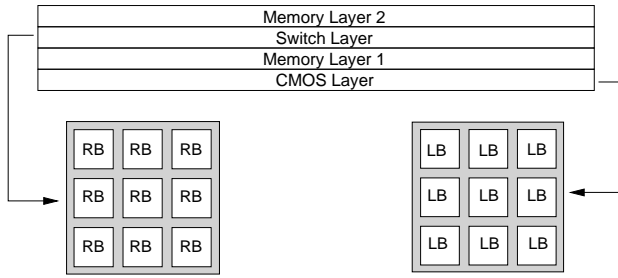 Memory Layer 2
Switch Layer
Memory Layer 1
CMOS Layer
RB RB RB
RB RB RB
RB RB RB
LB LB LB
LB LB LB
LB LB LB